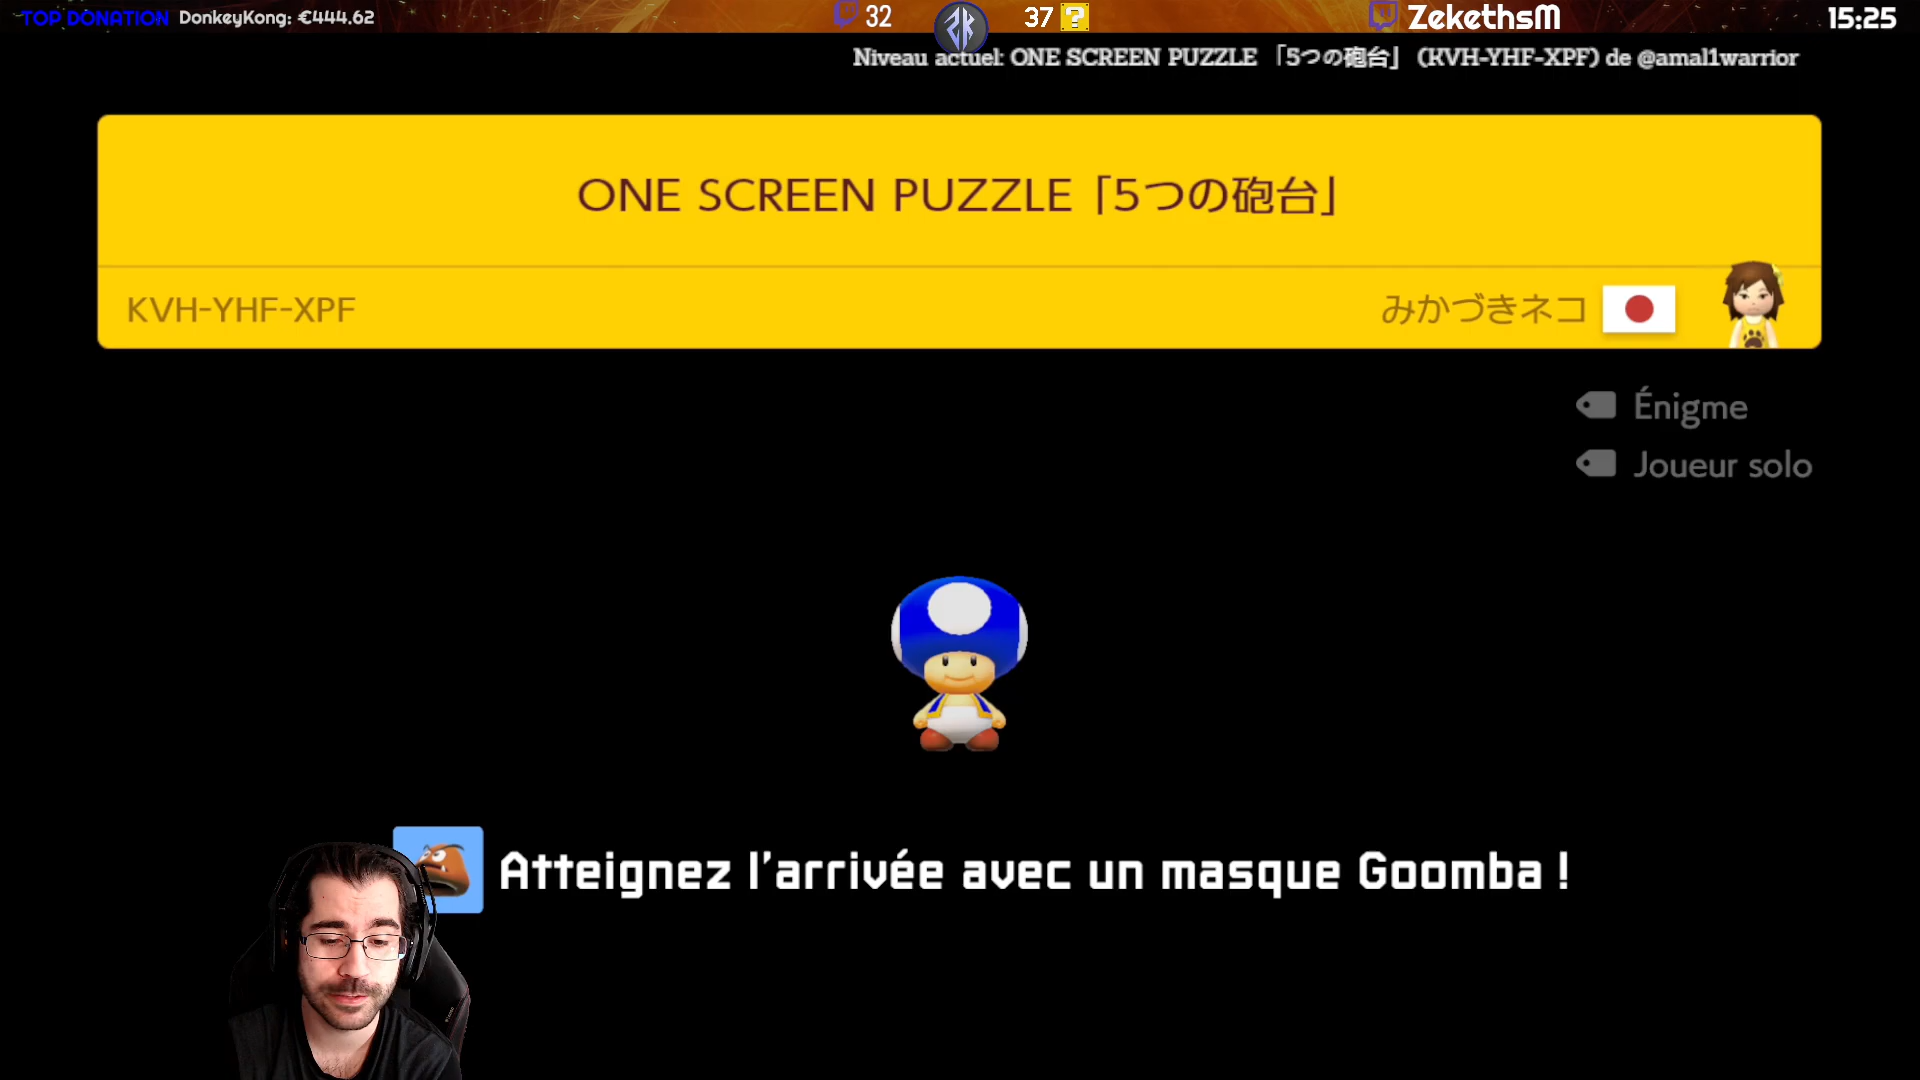 TOP DONATION DonkeyKong: €444.62 32 37 ? ZekethsM 15:25
Niveau actuel: ONE SCREEN PUZZLE 「5つの砲台」 (KVH-YHF-XPF) de @amal1warrior
ONE SCREEN PUZZLE「5つの砲台」
KVH-YHF-XPF みかづきネコ
Énigme
Joueur solo
Atteignez l'arrivée avec un masque Goomba !